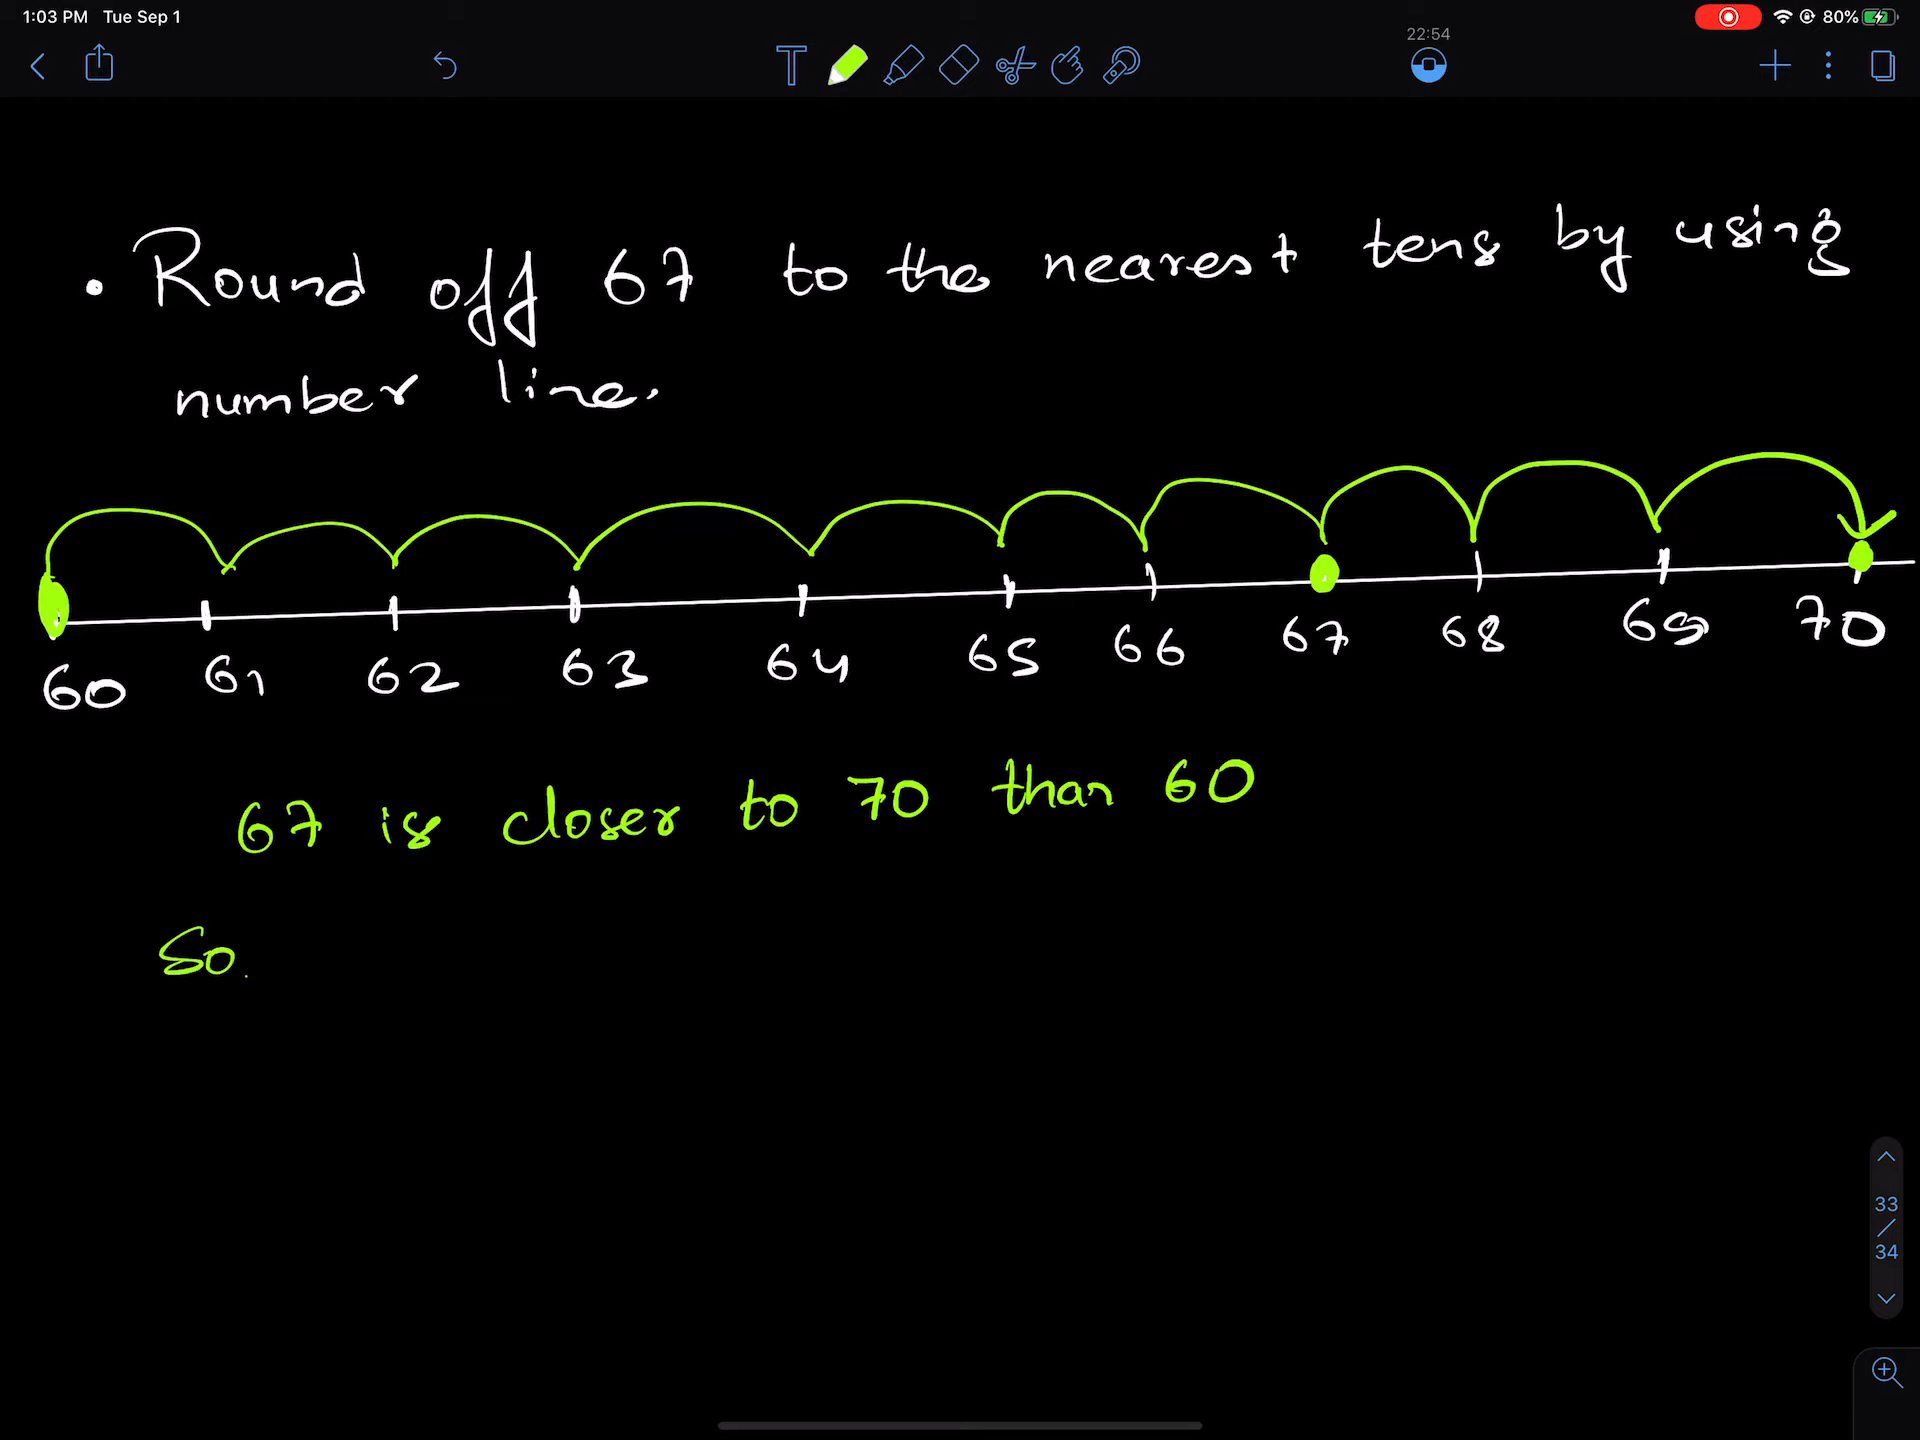 1:03 PM Tue Sep 1
80%
22:54
• Round off 67 to the nearest tens by using
number line.
60 61 62 63 64 65 66 67 68 69 70
67 is closer to 70 than 60
So.
33
/
34